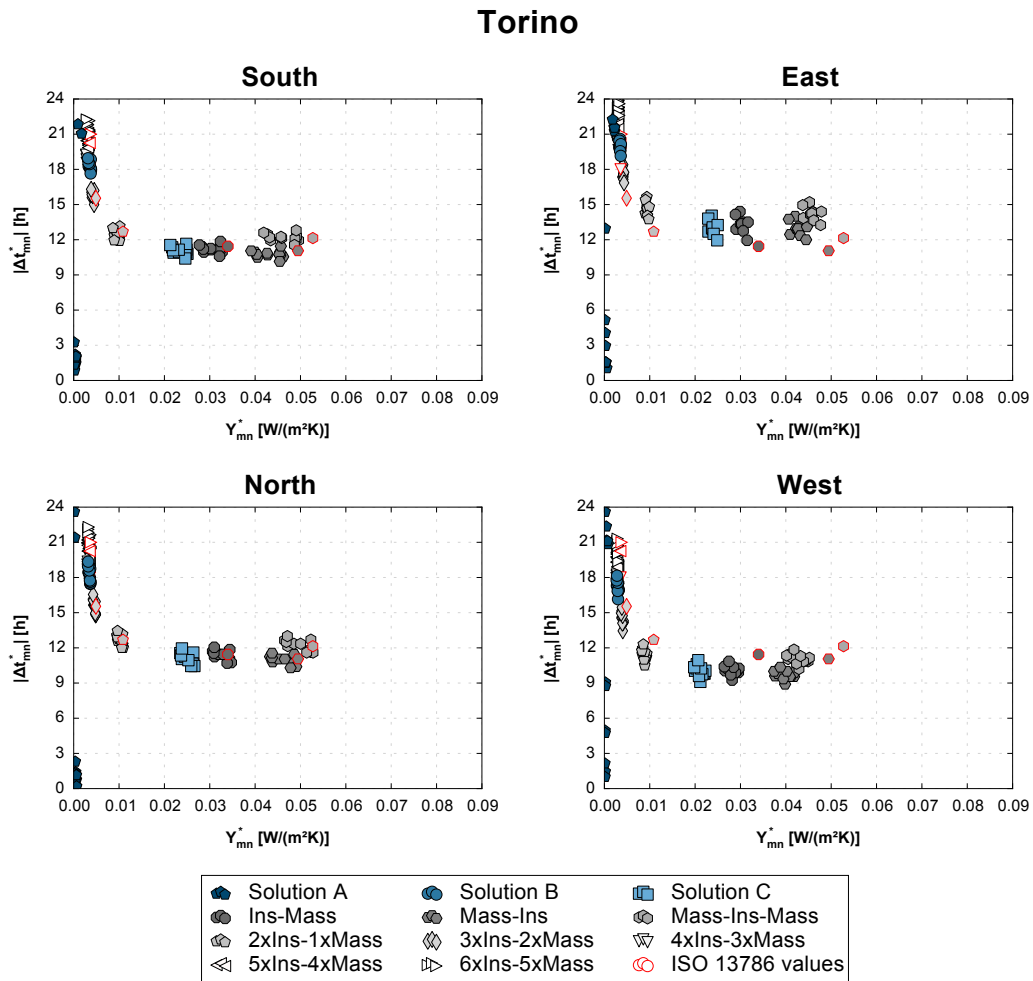 Torino
South
East
24
21
18
15
12
9
6
3
0
|Δt*mn| [h]
0.00 0.01 0.02 0.03 0.04 0.05 0.06 0.07 0.08 0.09
Y*mn [W/(m²K)]
24
21
18
15
12
9
6
3
0
|Δt*mn| [h]
0.00 0.01 0.02 0.03 0.04 0.05 0.06 0.07 0.08 0.09
Y*mn [W/(m²K)]
North
West
24
21
18
15
12
9
6
3
0
|Δt*mn| [h]
0.00 0.01 0.02 0.03 0.04 0.05 0.06 0.07 0.08 0.09
Y*mn [W/(m²K)]
24
21
18
15
12
9
6
3
0
|Δt*mn| [h]
0.00 0.01 0.02 0.03 0.04 0.05 0.06 0.07 0.08 0.09
Y*mn [W/(m²K)]
Solution A Solution B Solution C
Ins-Mass Mass-Ins Mass-Ins-Mass
2xIns-1xMass 3xIns-2xMass 4xIns-3xMass
5xIns-4xMass 6xIns-5xMass ISO 13786 values